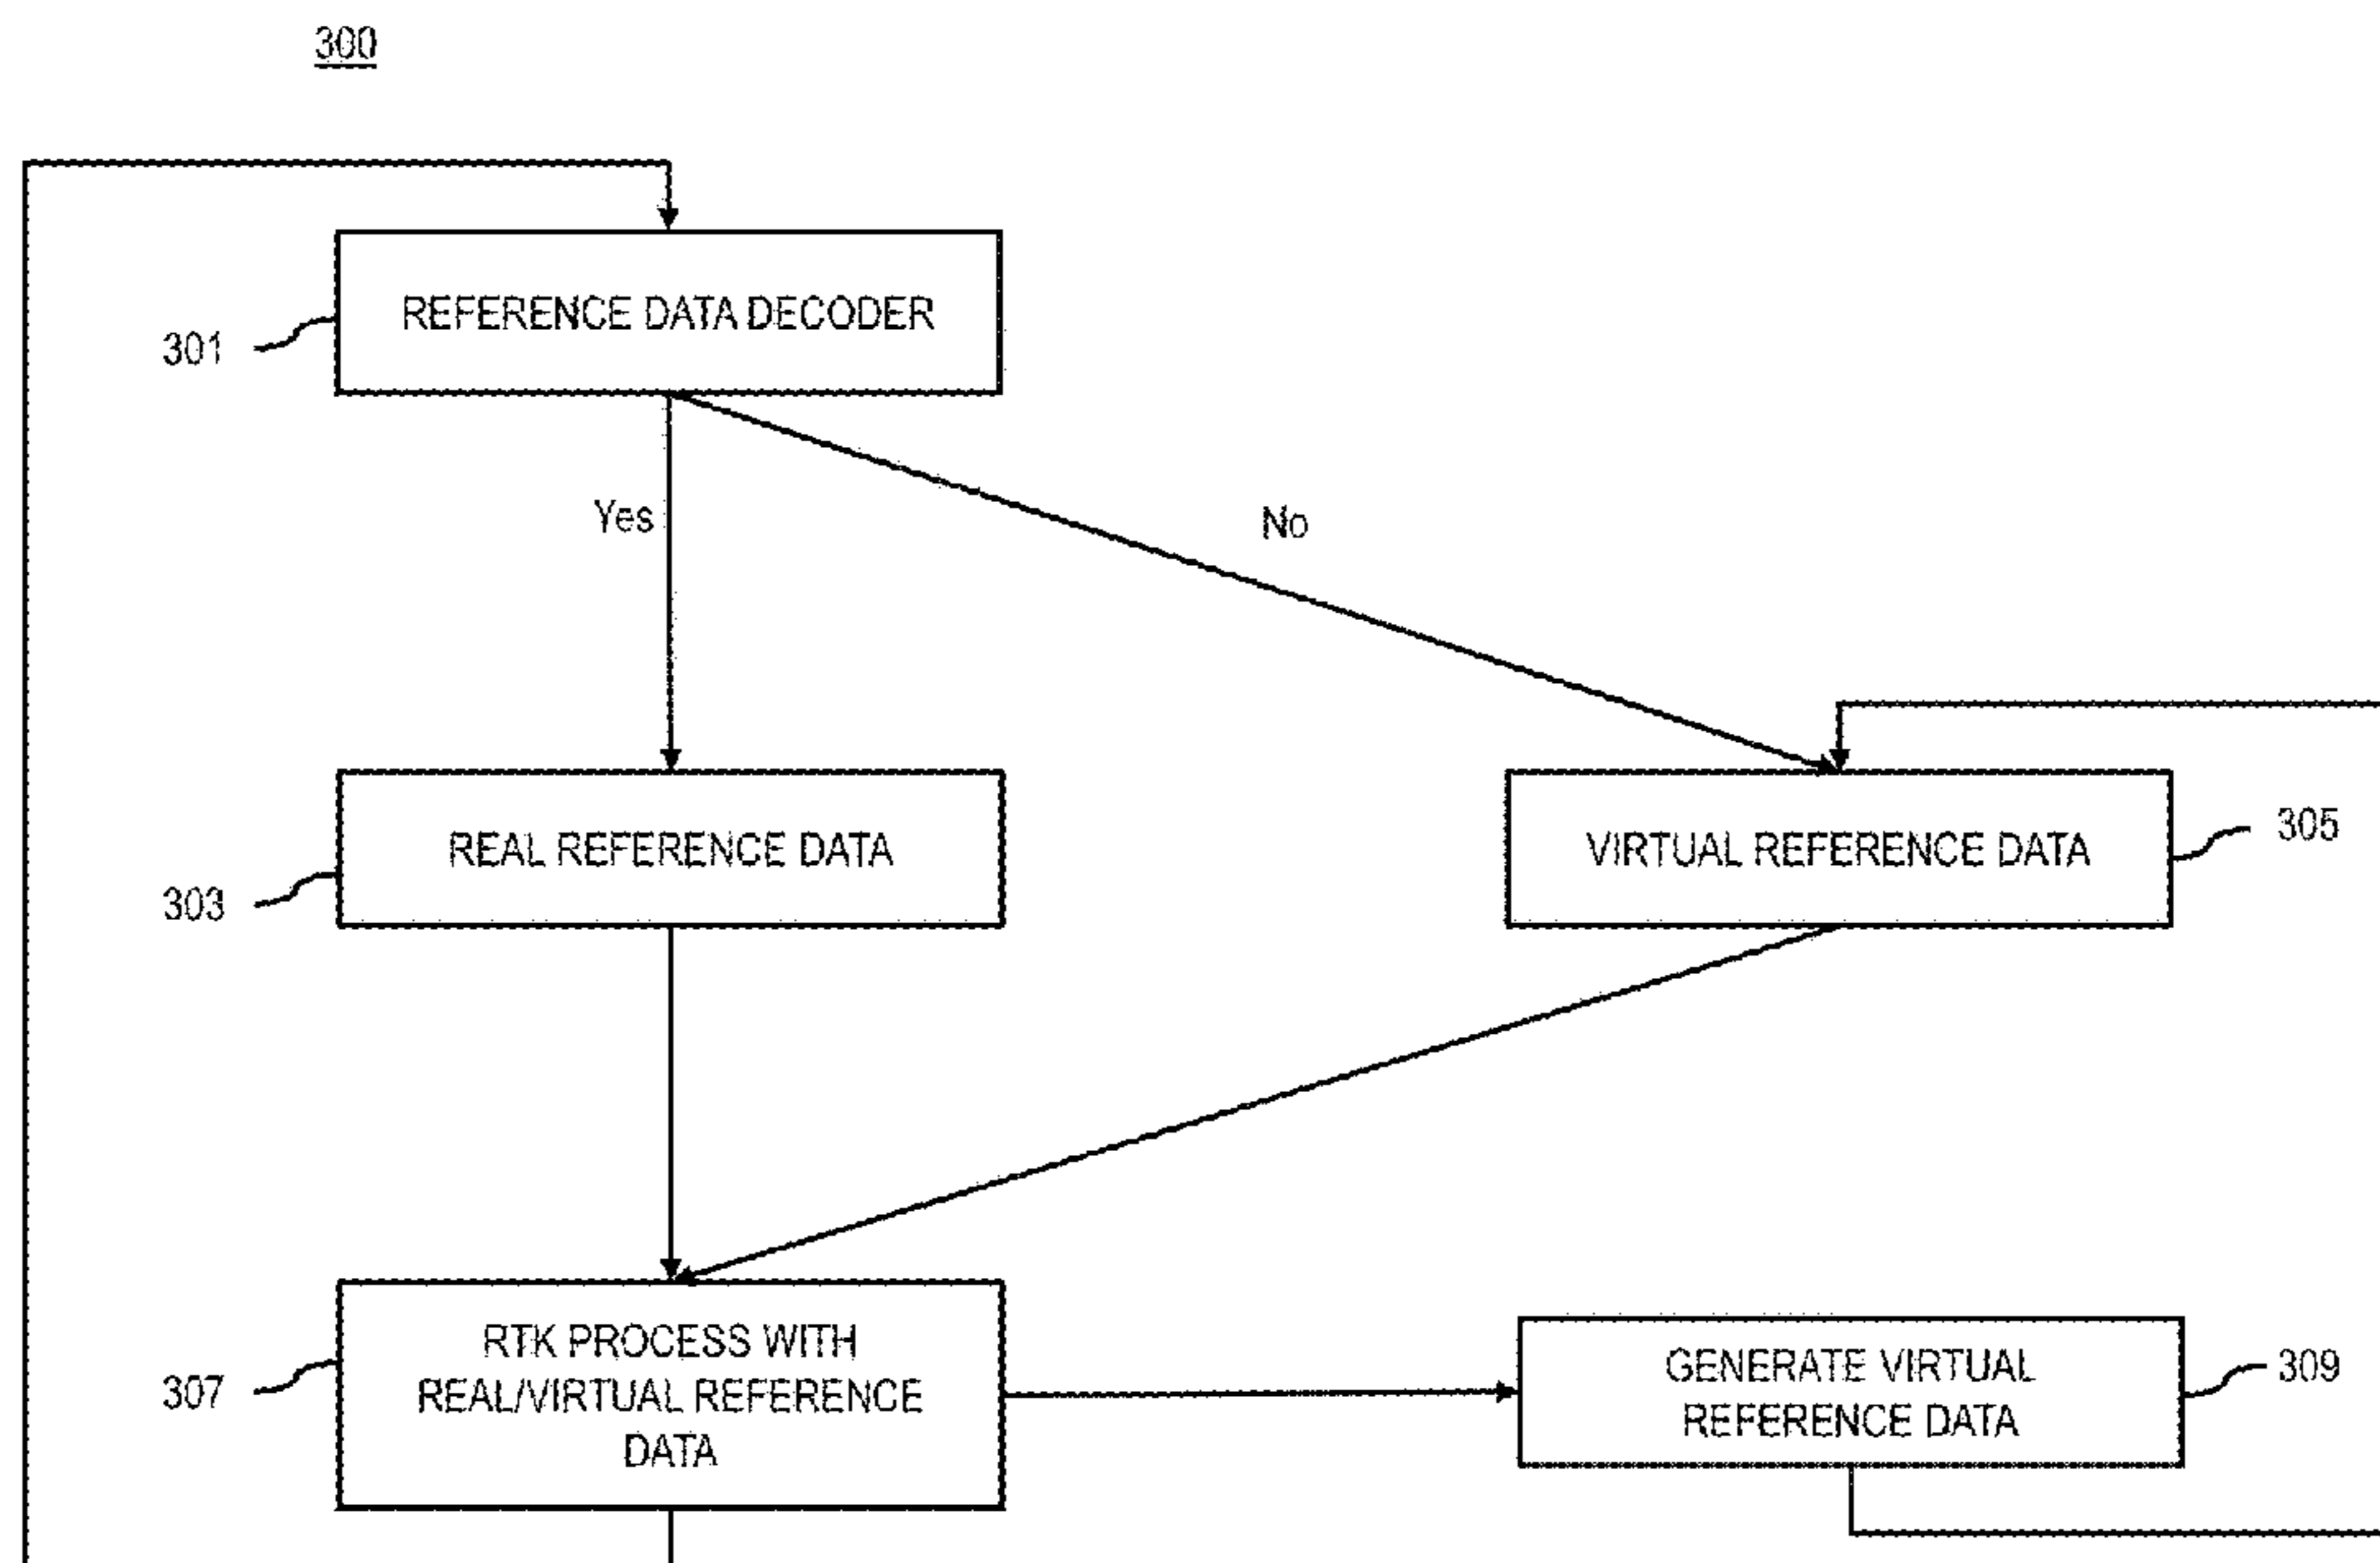 300
REFERENCE DATA DECODER
301
Yes
No
REAL REFERENCE DATA
303
VIRTUAL REFERENCE DATA
305
RTK PROCESS WITH
REAL/VIRTUAL REFERENCE
DATA
307
GENERATE VIRTUAL
REFERENCE DATA
309